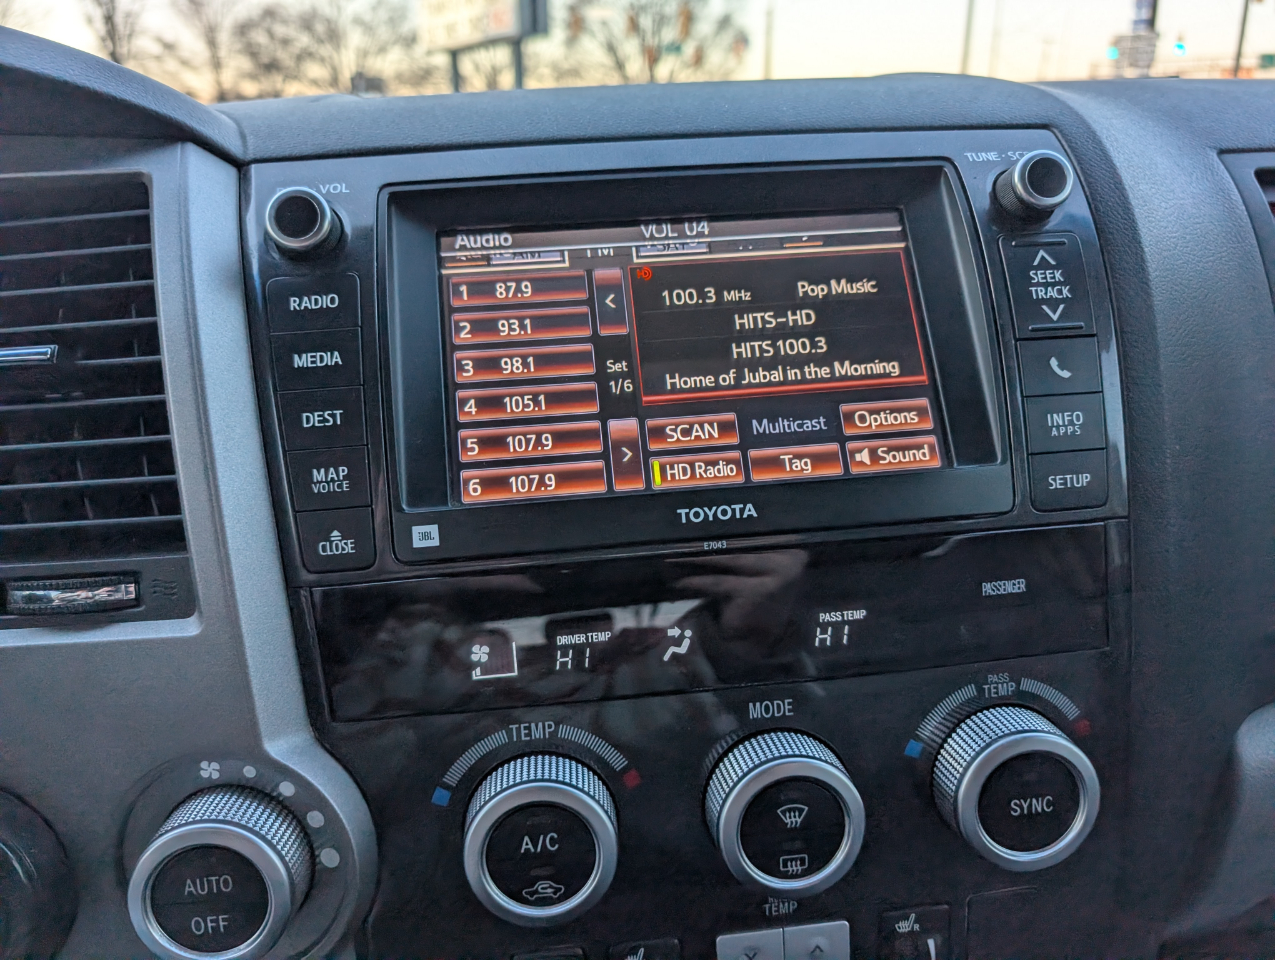 VOL
TUNE·SC
RADIO
MEDIA
DEST
MAP
VOICE
CLOSE
Audio
VOL 04
FM
1 87.9
2 93.1
3 98.1
4 105.1
5 107.9
6 107.9
<
Set
1/6
>
HD
100.3 MHz Pop Music
HITS-HD
HITS100.3
Home of Jubal in the Morning
SCAN
Multicast
Options
HD Radio
Tag
Sound
SEEK
TRACK
INFO
APPS
SETUP
JBL
TOYOTA
E7043
PASSENGER
DRIVER TEMP
HI
PASS TEMP
HI
TEMP
MODE
PASS
TEMP
AUTO
OFF
A/C
SYNC
TEMP
R